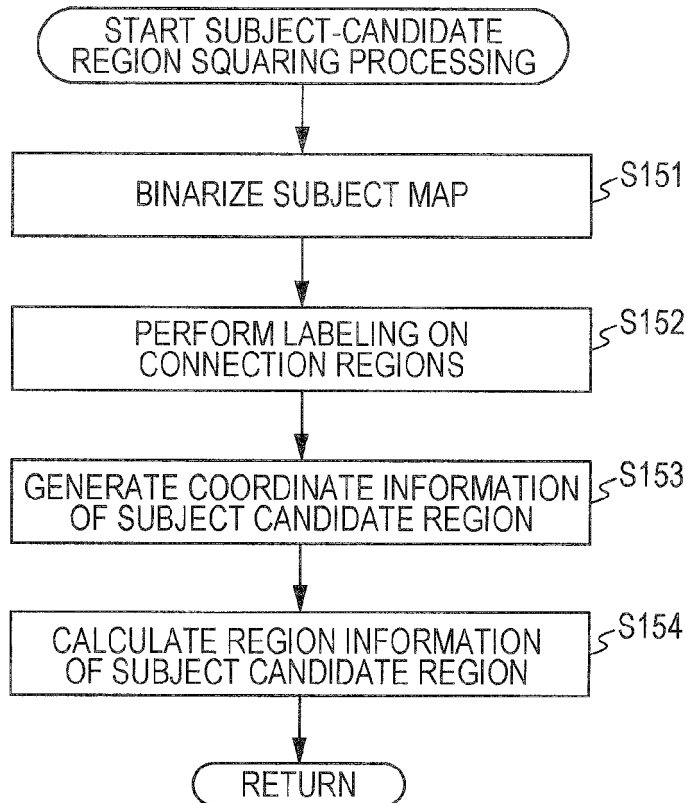 START SUBJECT-CANDIDATE
REGION SQUARING PROCESSING
BINARIZE SUBJECT MAP
S151
PERFORM LABELING ON
CONNECTION REGIONS
S152
GENERATE COORDINATE INFORMATION
OF SUBJECT CANDIDATE REGION
S153
CALCULATE REGION INFORMATION
OF SUBJECT CANDIDATE REGION
S154
RETURN